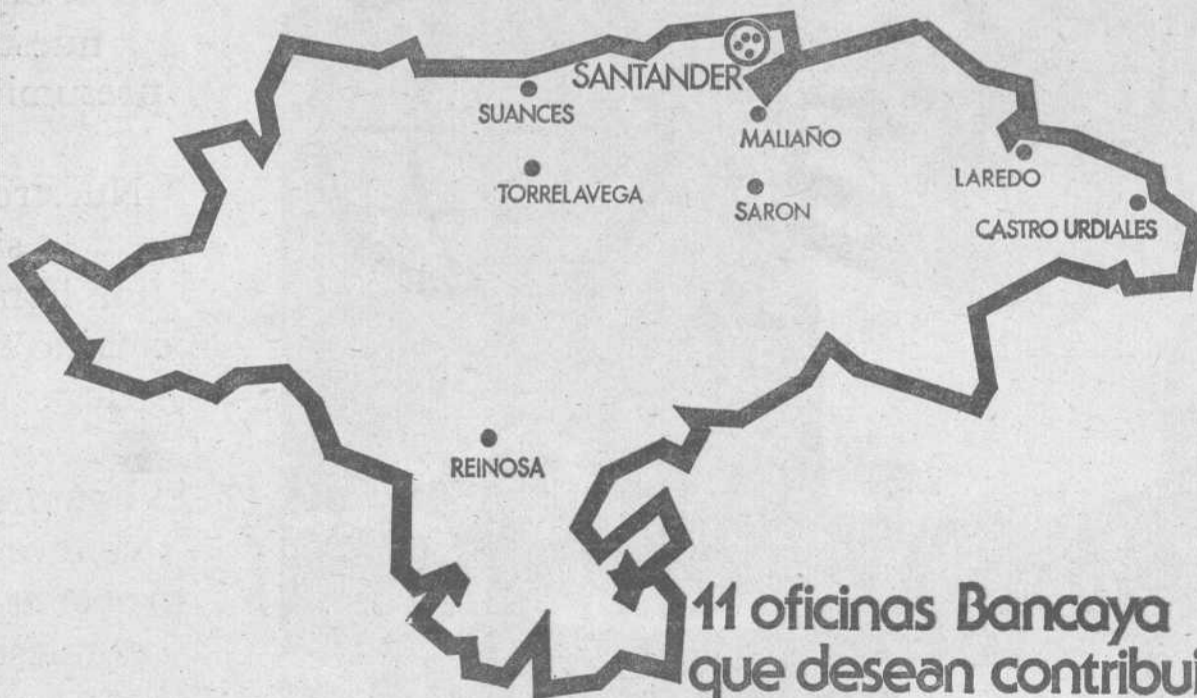 SANTANDER
SUANCES
MALIAÑO
TORRELAVEGA
SARON
LAREDO
CASTRO URDIALES
REINOSA
11 oficinas Bancaya
que desean contribui